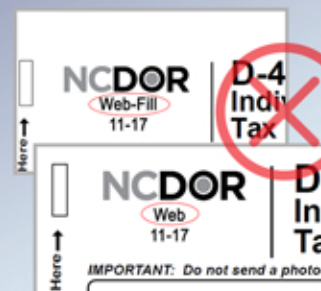 NCDOR
Web-Fill
11-17
D-4
Indiv
Tax
Here
NCDOR
Web
11-17
D
In
Ta
Here
IMPORTANT: Do not send a photo